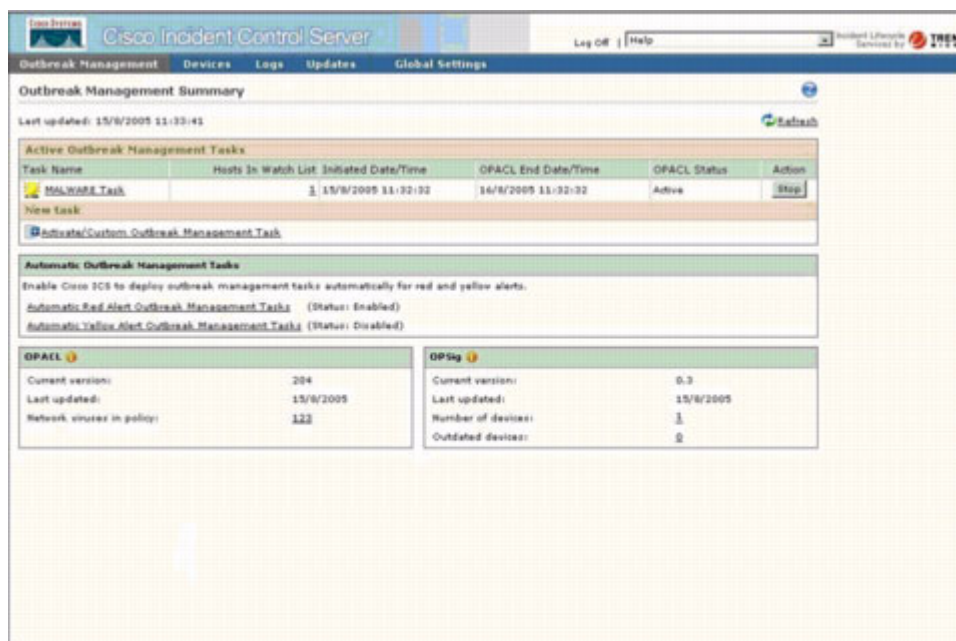 Cisco Systems
Cisco Incident Control Server
Log Off | Help
Incident Lifecycle Services by TREND
Outbreak Management Devices Logs Updates Global Settings
Outbreak Management Summary
Last updated: 15/8/2005 11:33:41 Refresh
Active Outbreak Management Tasks
Task Name Hosts In Watch List Initiated Date/Time OPACL End Date/Time OPACL Status Action
MALWARE Task 1 15/8/2005 11:32:32 16/8/2005 11:32:32 Active Stop
New task
Activate/Custom Outbreak Management Task
Automatic Outbreak Management Tasks
Enable Cisco ICS to deploy outbreak management tasks automatically for red and yellow alerts.
Automatic Red Alert Outbreak Management Tasks (Status: Enabled)
Automatic Yellow Alert Outbreak Management Tasks (Status: Disabled)
OPACL
Current version: 204
Last updated: 15/8/2005
Network viruses in policy: 123
OPSig
Current version: 0.3
Last updated: 15/8/2005
Number of devices: 1
Outdated devices: 0